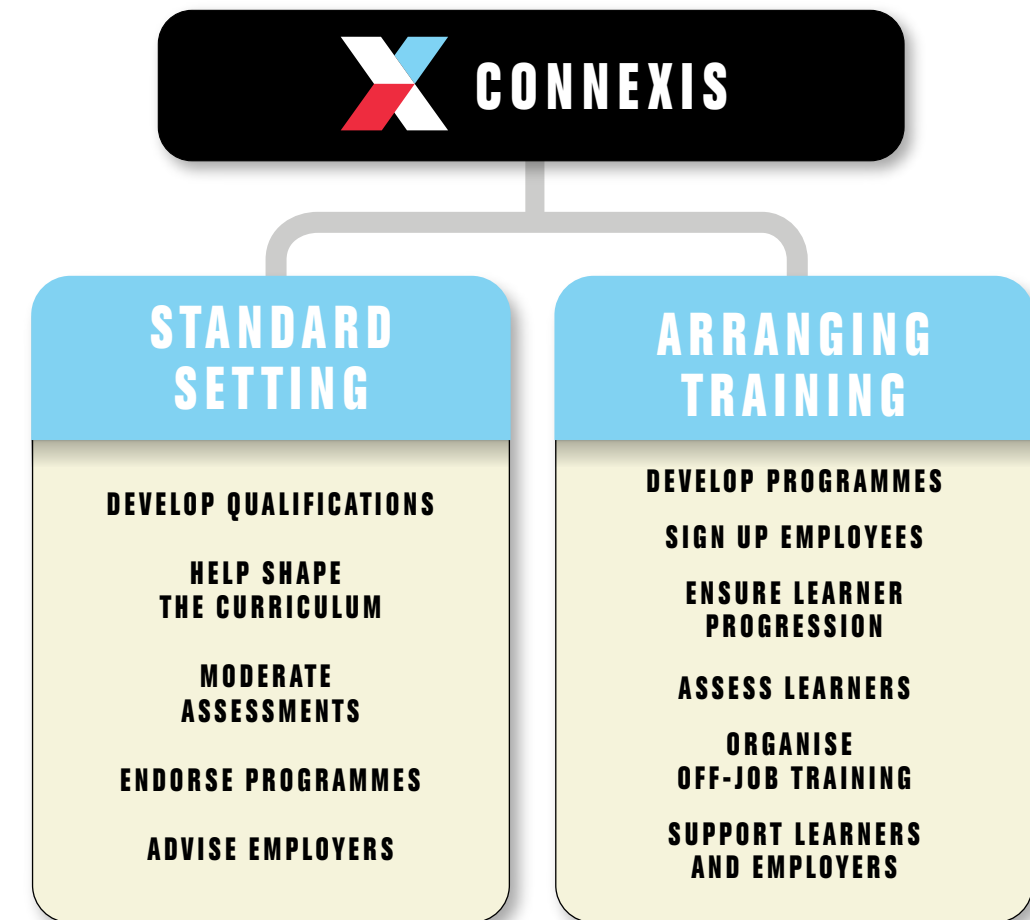 CONNEXIS
STANDARD
SETTING
DEVELOP QUALIFICATIONS
HELP SHAPE
THE CURRICULUM
MODERATE
ASSESSMENTS
ENDORSE PROGRAMMES
ADVISE EMPLOYERS
ARRANGING
TRAINING
DEVELOP PROGRAMMES
SIGN UP EMPLOYEES
ENSURE LEARNER
PROGRESSION
ASSESS LEARNERS
ORGANISE
OFF-JOB TRAINING
SUPPORT LEARNERS
AND EMPLOYERS